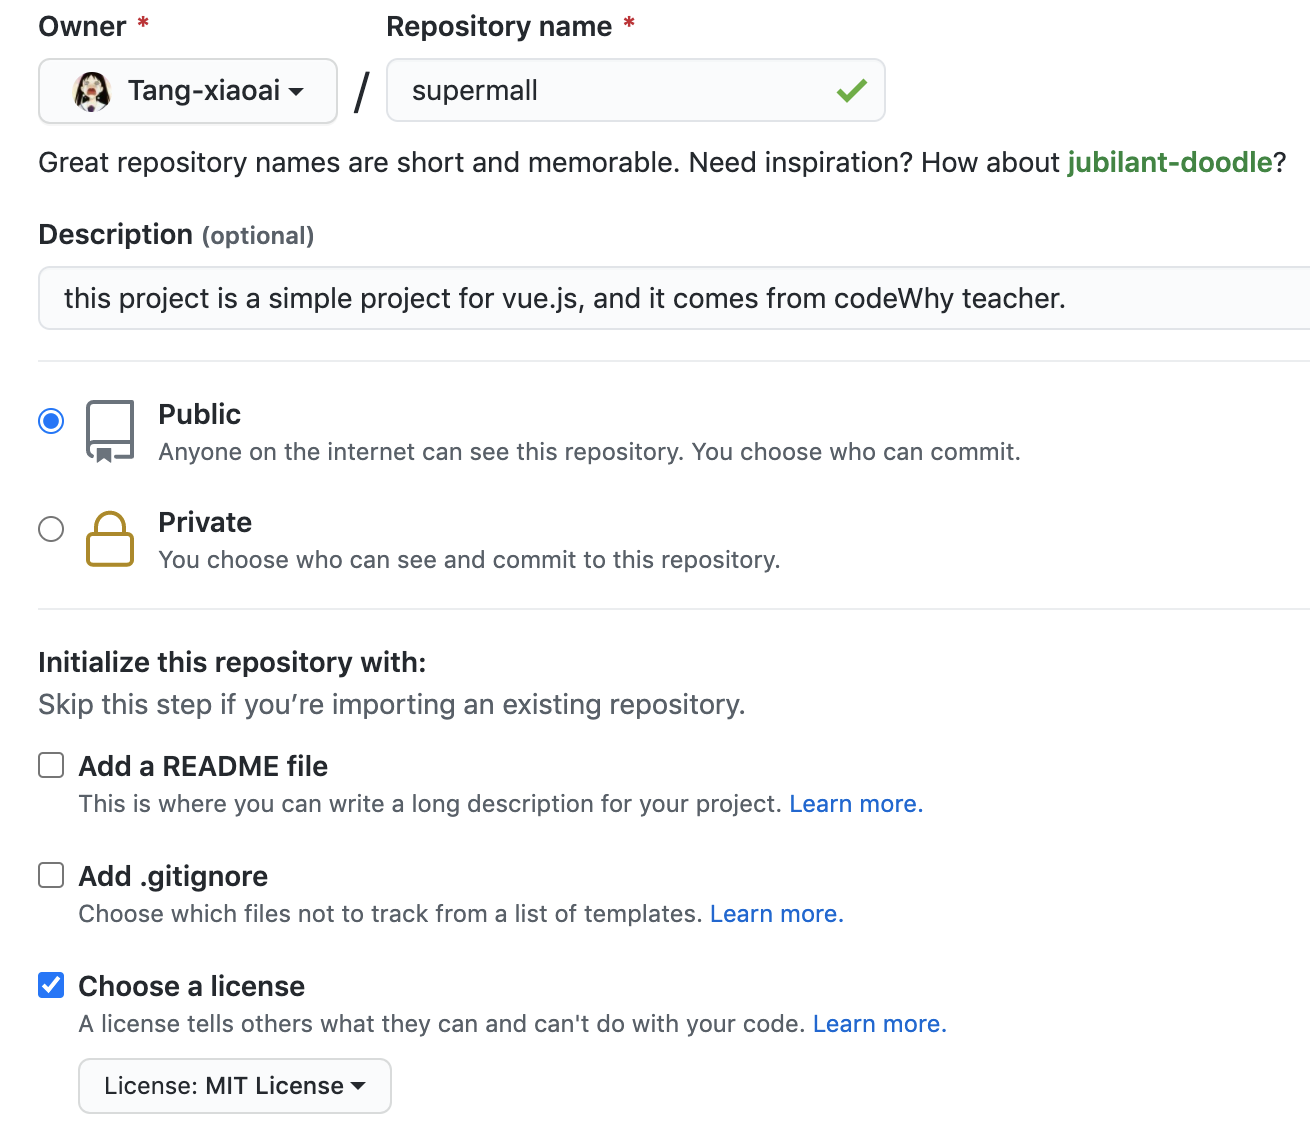 Owner * Repository name *
Tang-xiaoai / supermall
Great repository names are short and memorable. Need inspiration? How about jubilant-doodle?
Description (optional)
this project is a simple project for vue.js, and it comes from codeWhy teacher.
Public
Anyone on the internet can see this repository. You choose who can commit.
Private
You choose who can see and commit to this repository.
Initialize this repository with:
Skip this step if you’re importing an existing repository.
Add a README file
This is where you can write a long description for your project. Learn more.
Add .gitignore
Choose which files not to track from a list of templates. Learn more.
Choose a license
A license tells others what they can and can't do with your code. Learn more.
License: MIT License